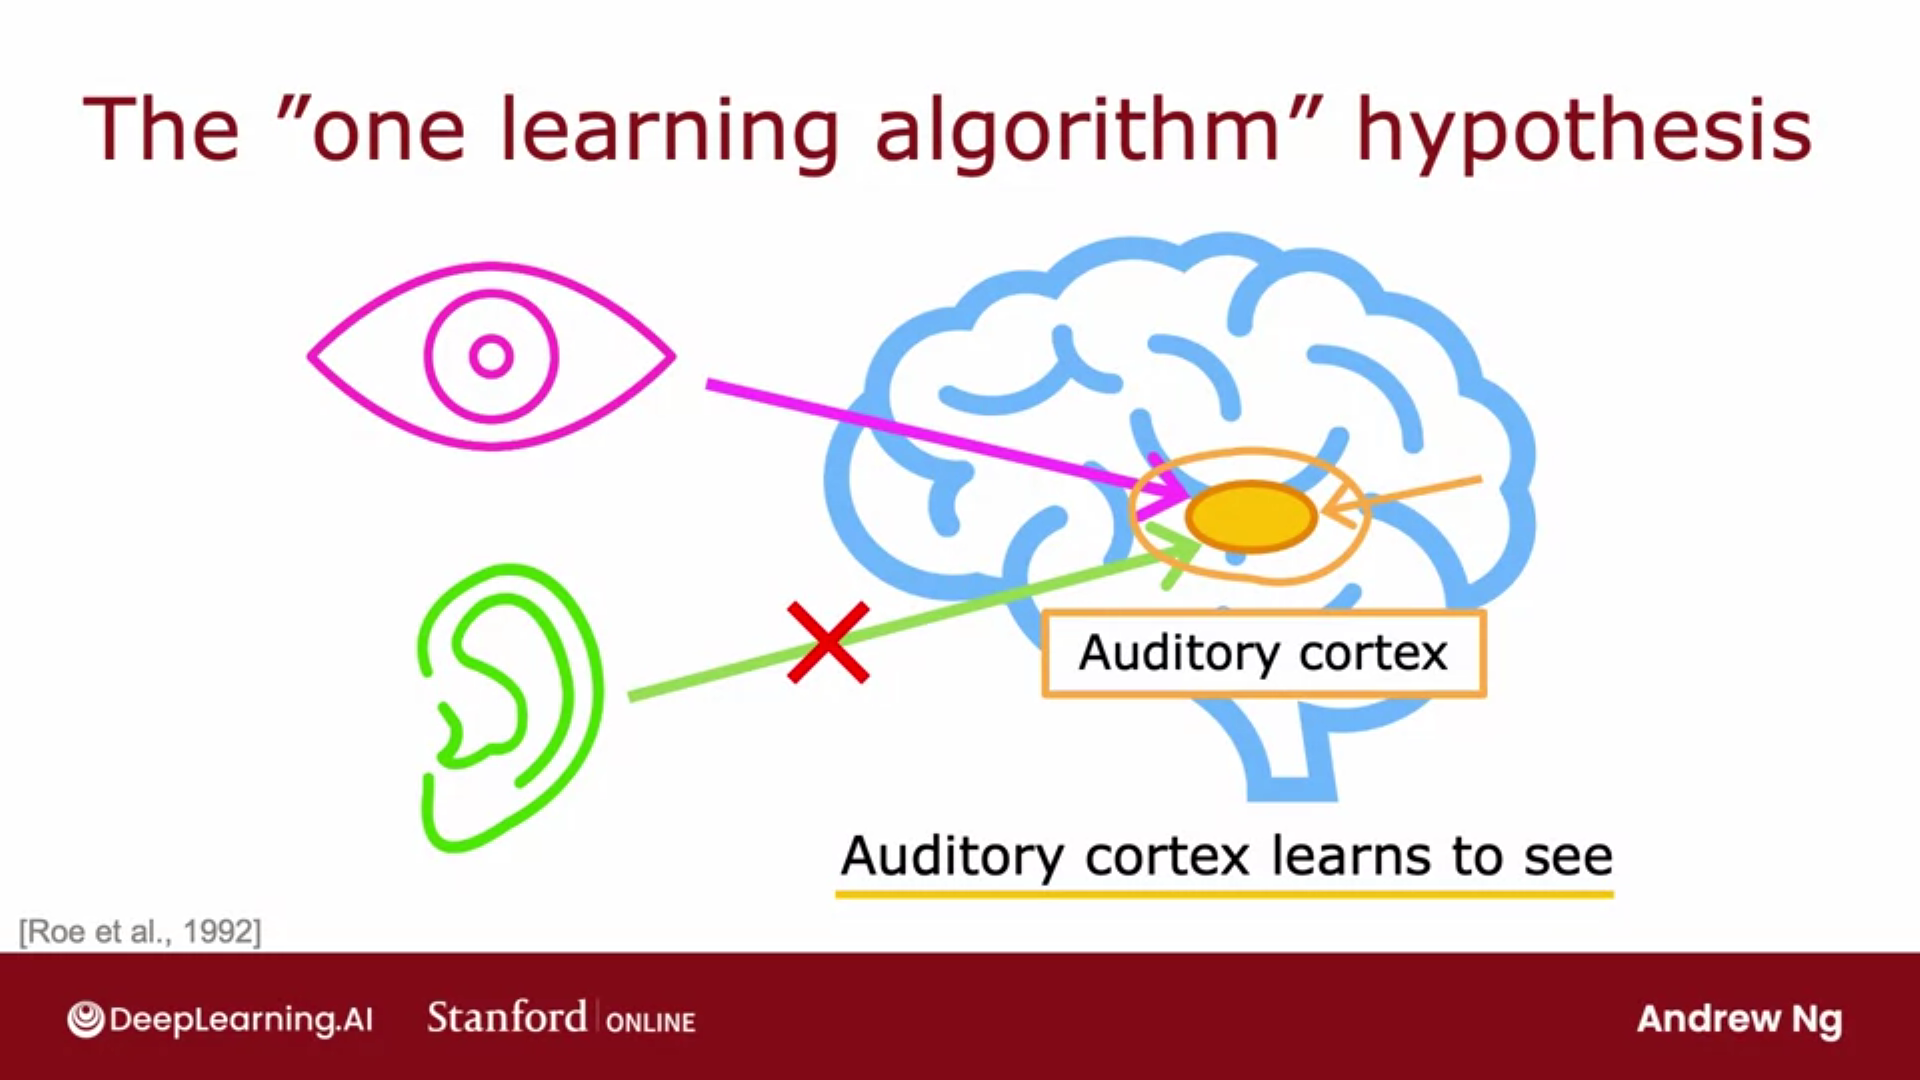 The ”one learning algorithm” hypothesis
Auditory cortex
Auditory cortex learns to see
[Roe et al., 1992]
DeepLearning.AI
Stanford ONLINE
Andrew Ng